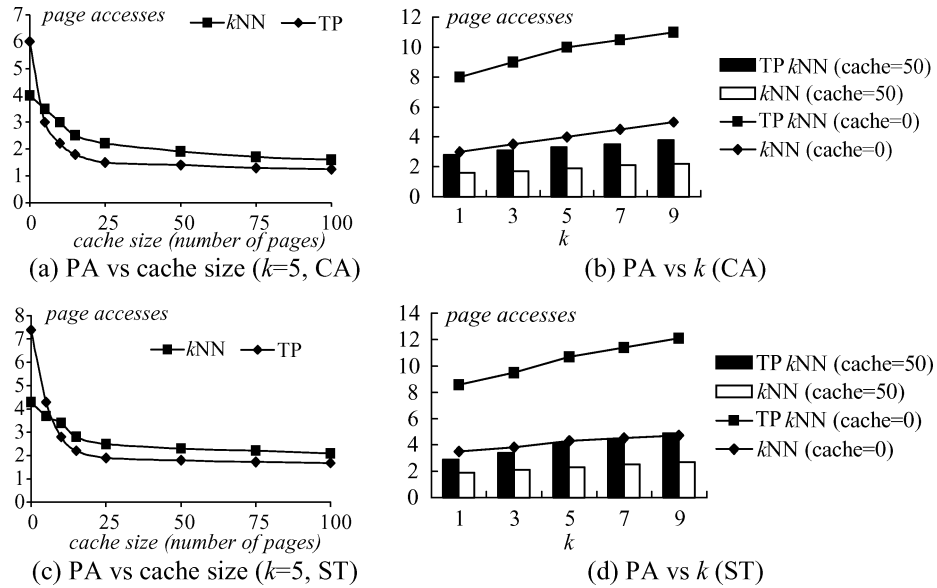 page accesses
7
6
5
4
3
2
1
0
kNN TP
0 25 50 75 100
cache size (number of pages)
(a) PA vs cache size (k=5, CA)
page accesses
12
10
8
6
4
2
0
1 3 5 7 9
k
TP kNN (cache=50)
kNN (cache=50)
TP kNN (cache=0)
kNN (cache=0)
(b) PA vs k (CA)
page accesses
8
7
6
5
4
3
2
1
0
kNN TP
0 25 50 75 100
cache size (number of pages)
(c) PA vs cache size (k=5, ST)
page accesses
14
12
10
8
6
4
2
0
1 3 5 7 9
k
TP kNN (cache=50)
kNN (cache=50)
TP kNN (cache=0)
kNN (cache=0)
(d) PA vs k (ST)